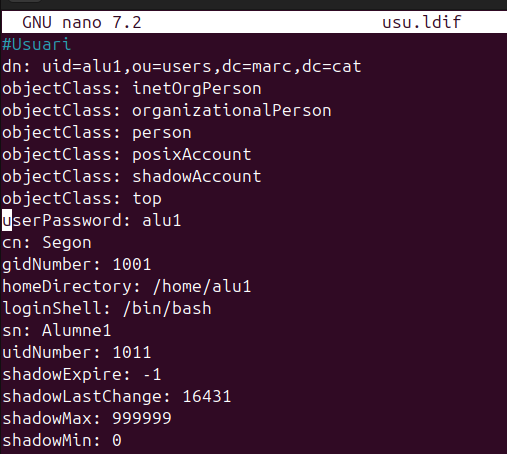 GNU nano 7.2 usu.ldif
#Usuari
dn: uid=alu1,ou=users,dc=marc,dc=cat
objectClass: inetOrgPerson
objectClass: organizationalPerson
objectClass: person
objectClass: posixAccount
objectClass: shadowAccount
objectClass: top
userPassword: alu1
cn: Segon
gidNumber: 1001
homeDirectory: /home/alu1
loginShell: /bin/bash
sn: Alumne1
uidNumber: 1011
shadowExpire: -1
shadowLastChange: 16431
shadowMax: 999999
shadowMin: 0